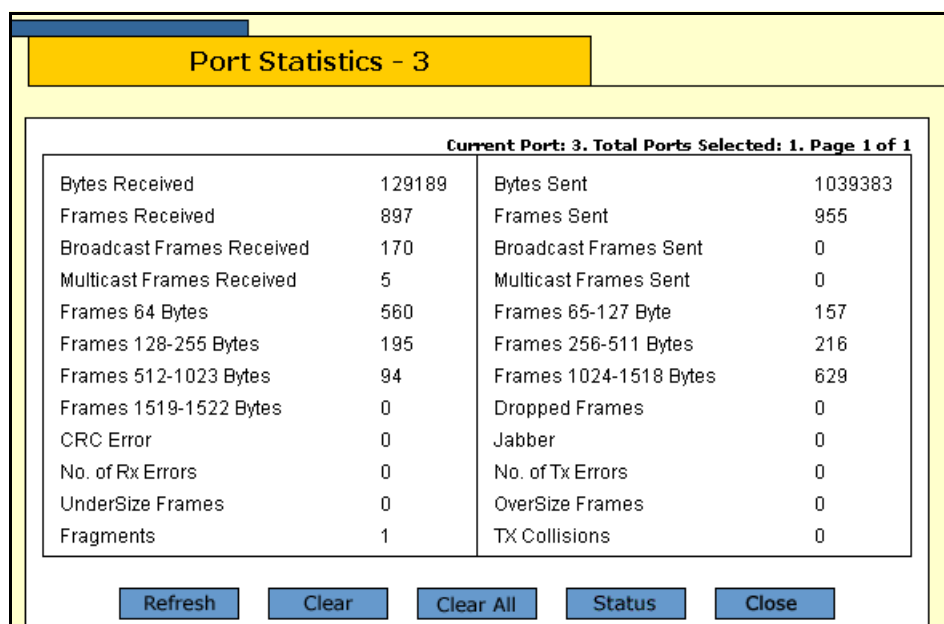 Port Statistics - 3
Current Port: 3. Total Ports Selected: 1. Page 1 of 1
Bytes Received 129189 Bytes Sent 1039383
Frames Received 897 Frames Sent 955
Broadcast Frames Received 170 Broadcast Frames Sent 0
Multicast Frames Received 5 Multicast Frames Sent 0
Frames 64 Bytes 560 Frames 65-127 Byte 157
Frames 128-255 Bytes 195 Frames 256-511 Bytes 216
Frames 512-1023 Bytes 94 Frames 1024-1518 Bytes 629
Frames 1519-1522 Bytes 0 Dropped Frames 0
CRC Error 0 Jabber 0
No. of Rx Errors 0 No. of Tx Errors 0
UnderSize Frames 0 OverSize Frames 0
Fragments 1 TX Collisions 0
Refresh Clear Clear All Status Close